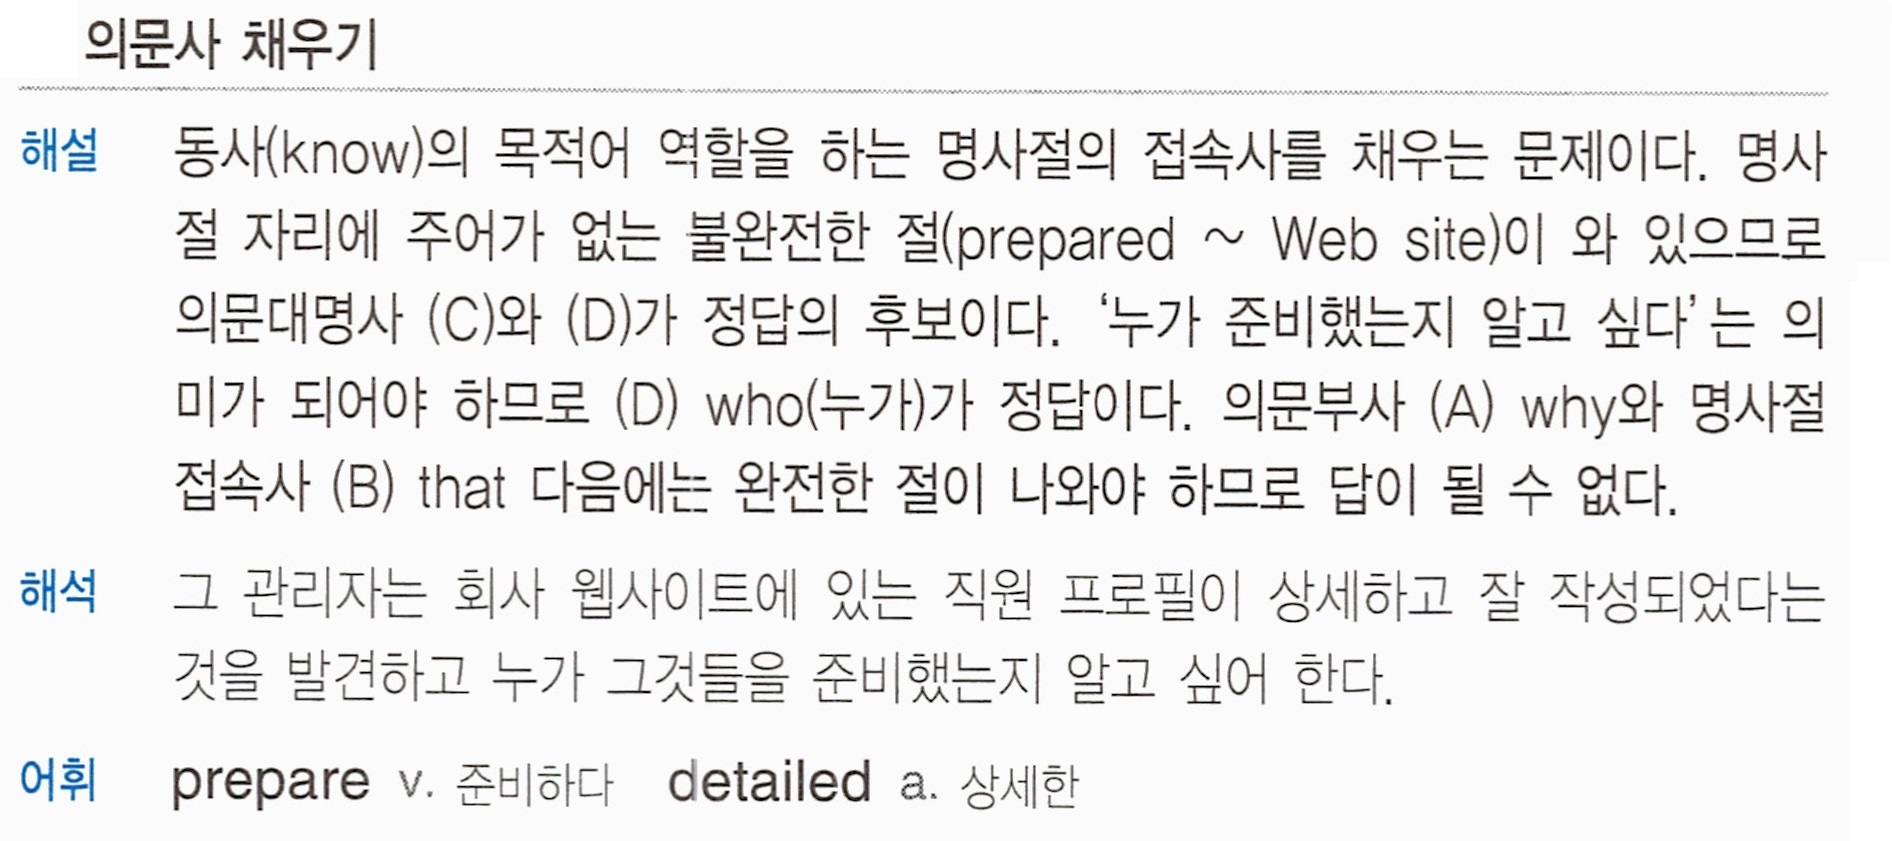 의문사 채우기
해설 동사(know)의 목적어 역할을 하는 명사절의 접속사를 채우는 문제이다. 명사
절 자리에 주어가 없는 불완전한 절(prepared ~ Web site)이 와 있으므로
의문대명사 (C)와 (D)가 정답의 후보이다. ‘누가 준비했는지 알고 싶다’는 의
미가 되어야 하므로 (D) who(누가)가 정답이다. 의문부사 (A) why와 명사절
접속사 (B) that 다음에는 완전한 절이 나와야 하므로 답이 될 수 없다.
해석 그 관리자는 회사 웹사이트에 있는 직원 프로필이 상세하고 잘 작성되었다는
것을 발견하고 누가 그것들을 준비했는지 알고 싶어 한다.
어휘 prepare v. 준비하다 detailed a. 상세한